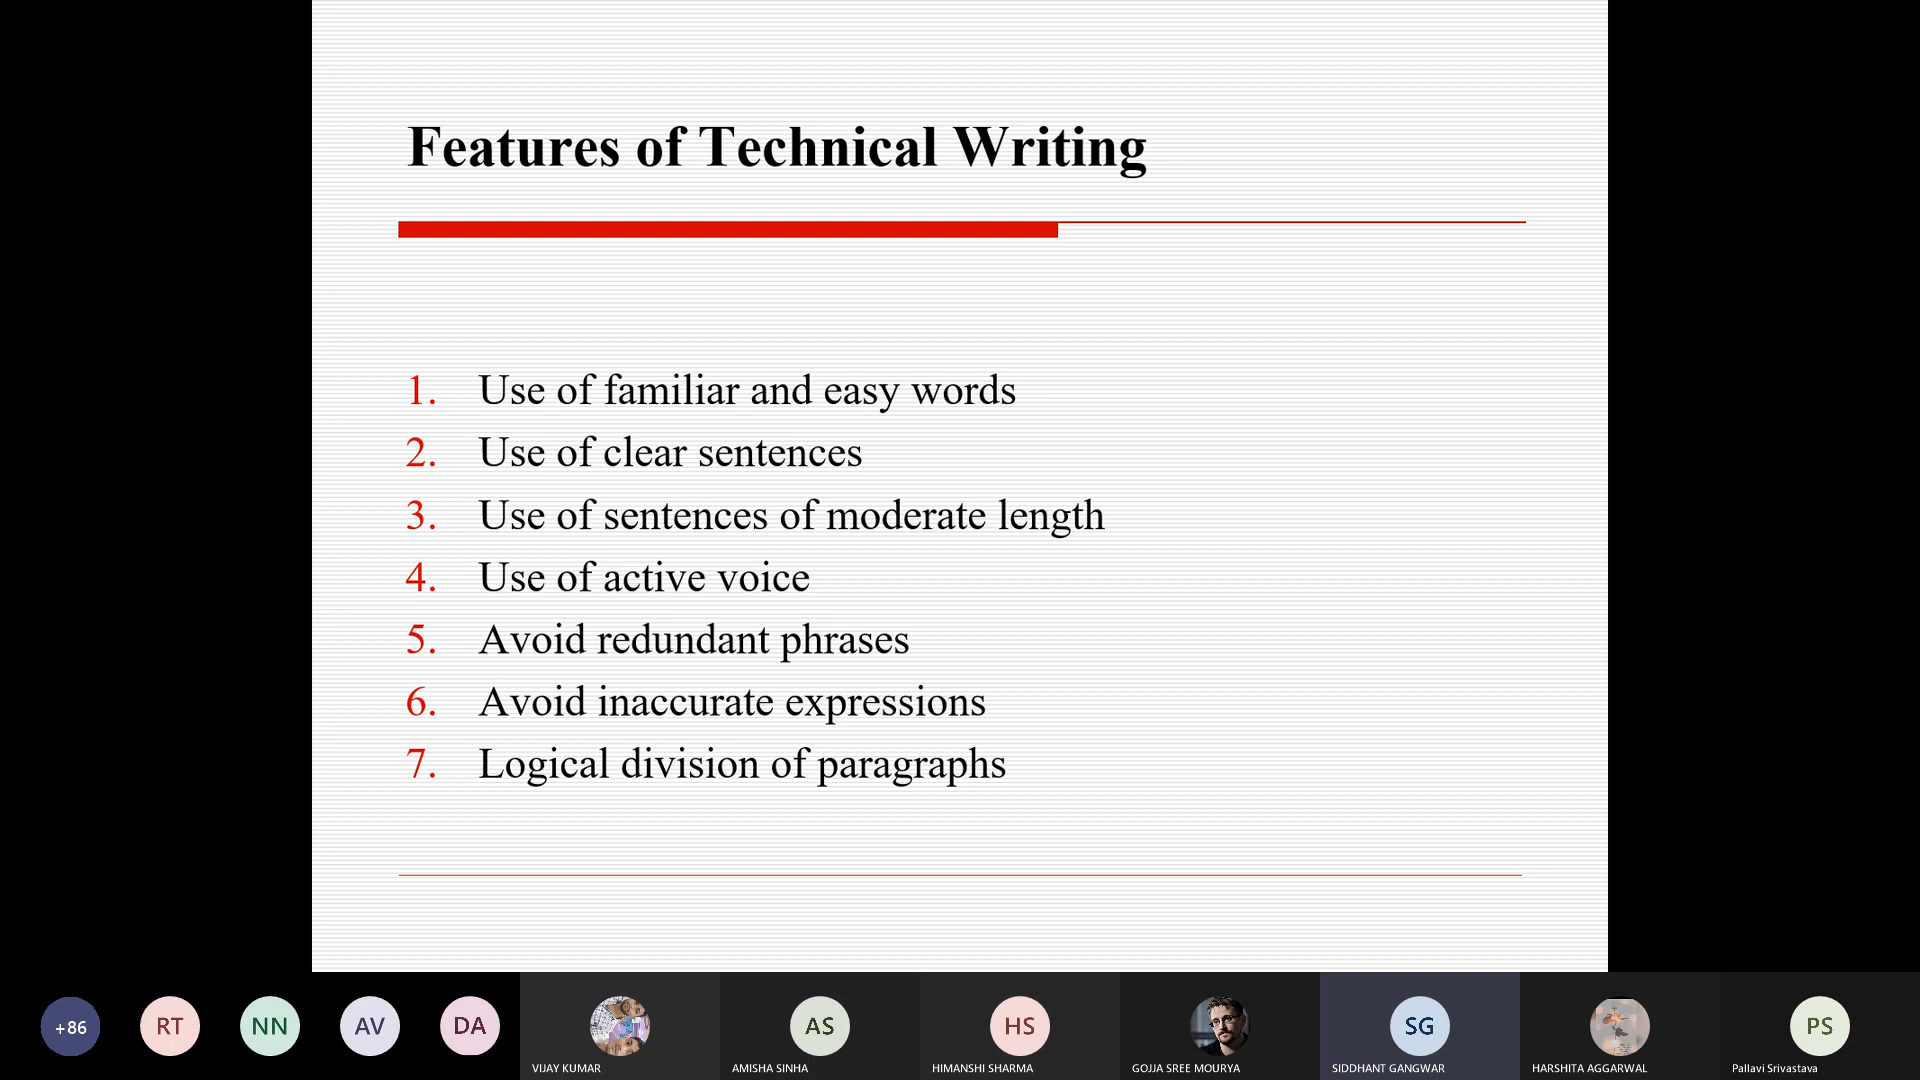 Features of Technical Writing
1. Use of familiar and easy words
2. Use of clear sentences
3. Use of sentences of moderate length
4. Use of active voice
5. Avoid redundant phrases
6. Avoid inaccurate expressions
7. Logical division of paragraphs
+86
RT
NN
AV
DA
AS
HS
SG
PS
VIJAY KUMAR
AMISHA SINHA
HIMANSHI SHARMA
GOJJA SREE MOURYA
SIDDHANT GANGWAR
HARSHITA AGGARWAL
Pallavi Srivastava